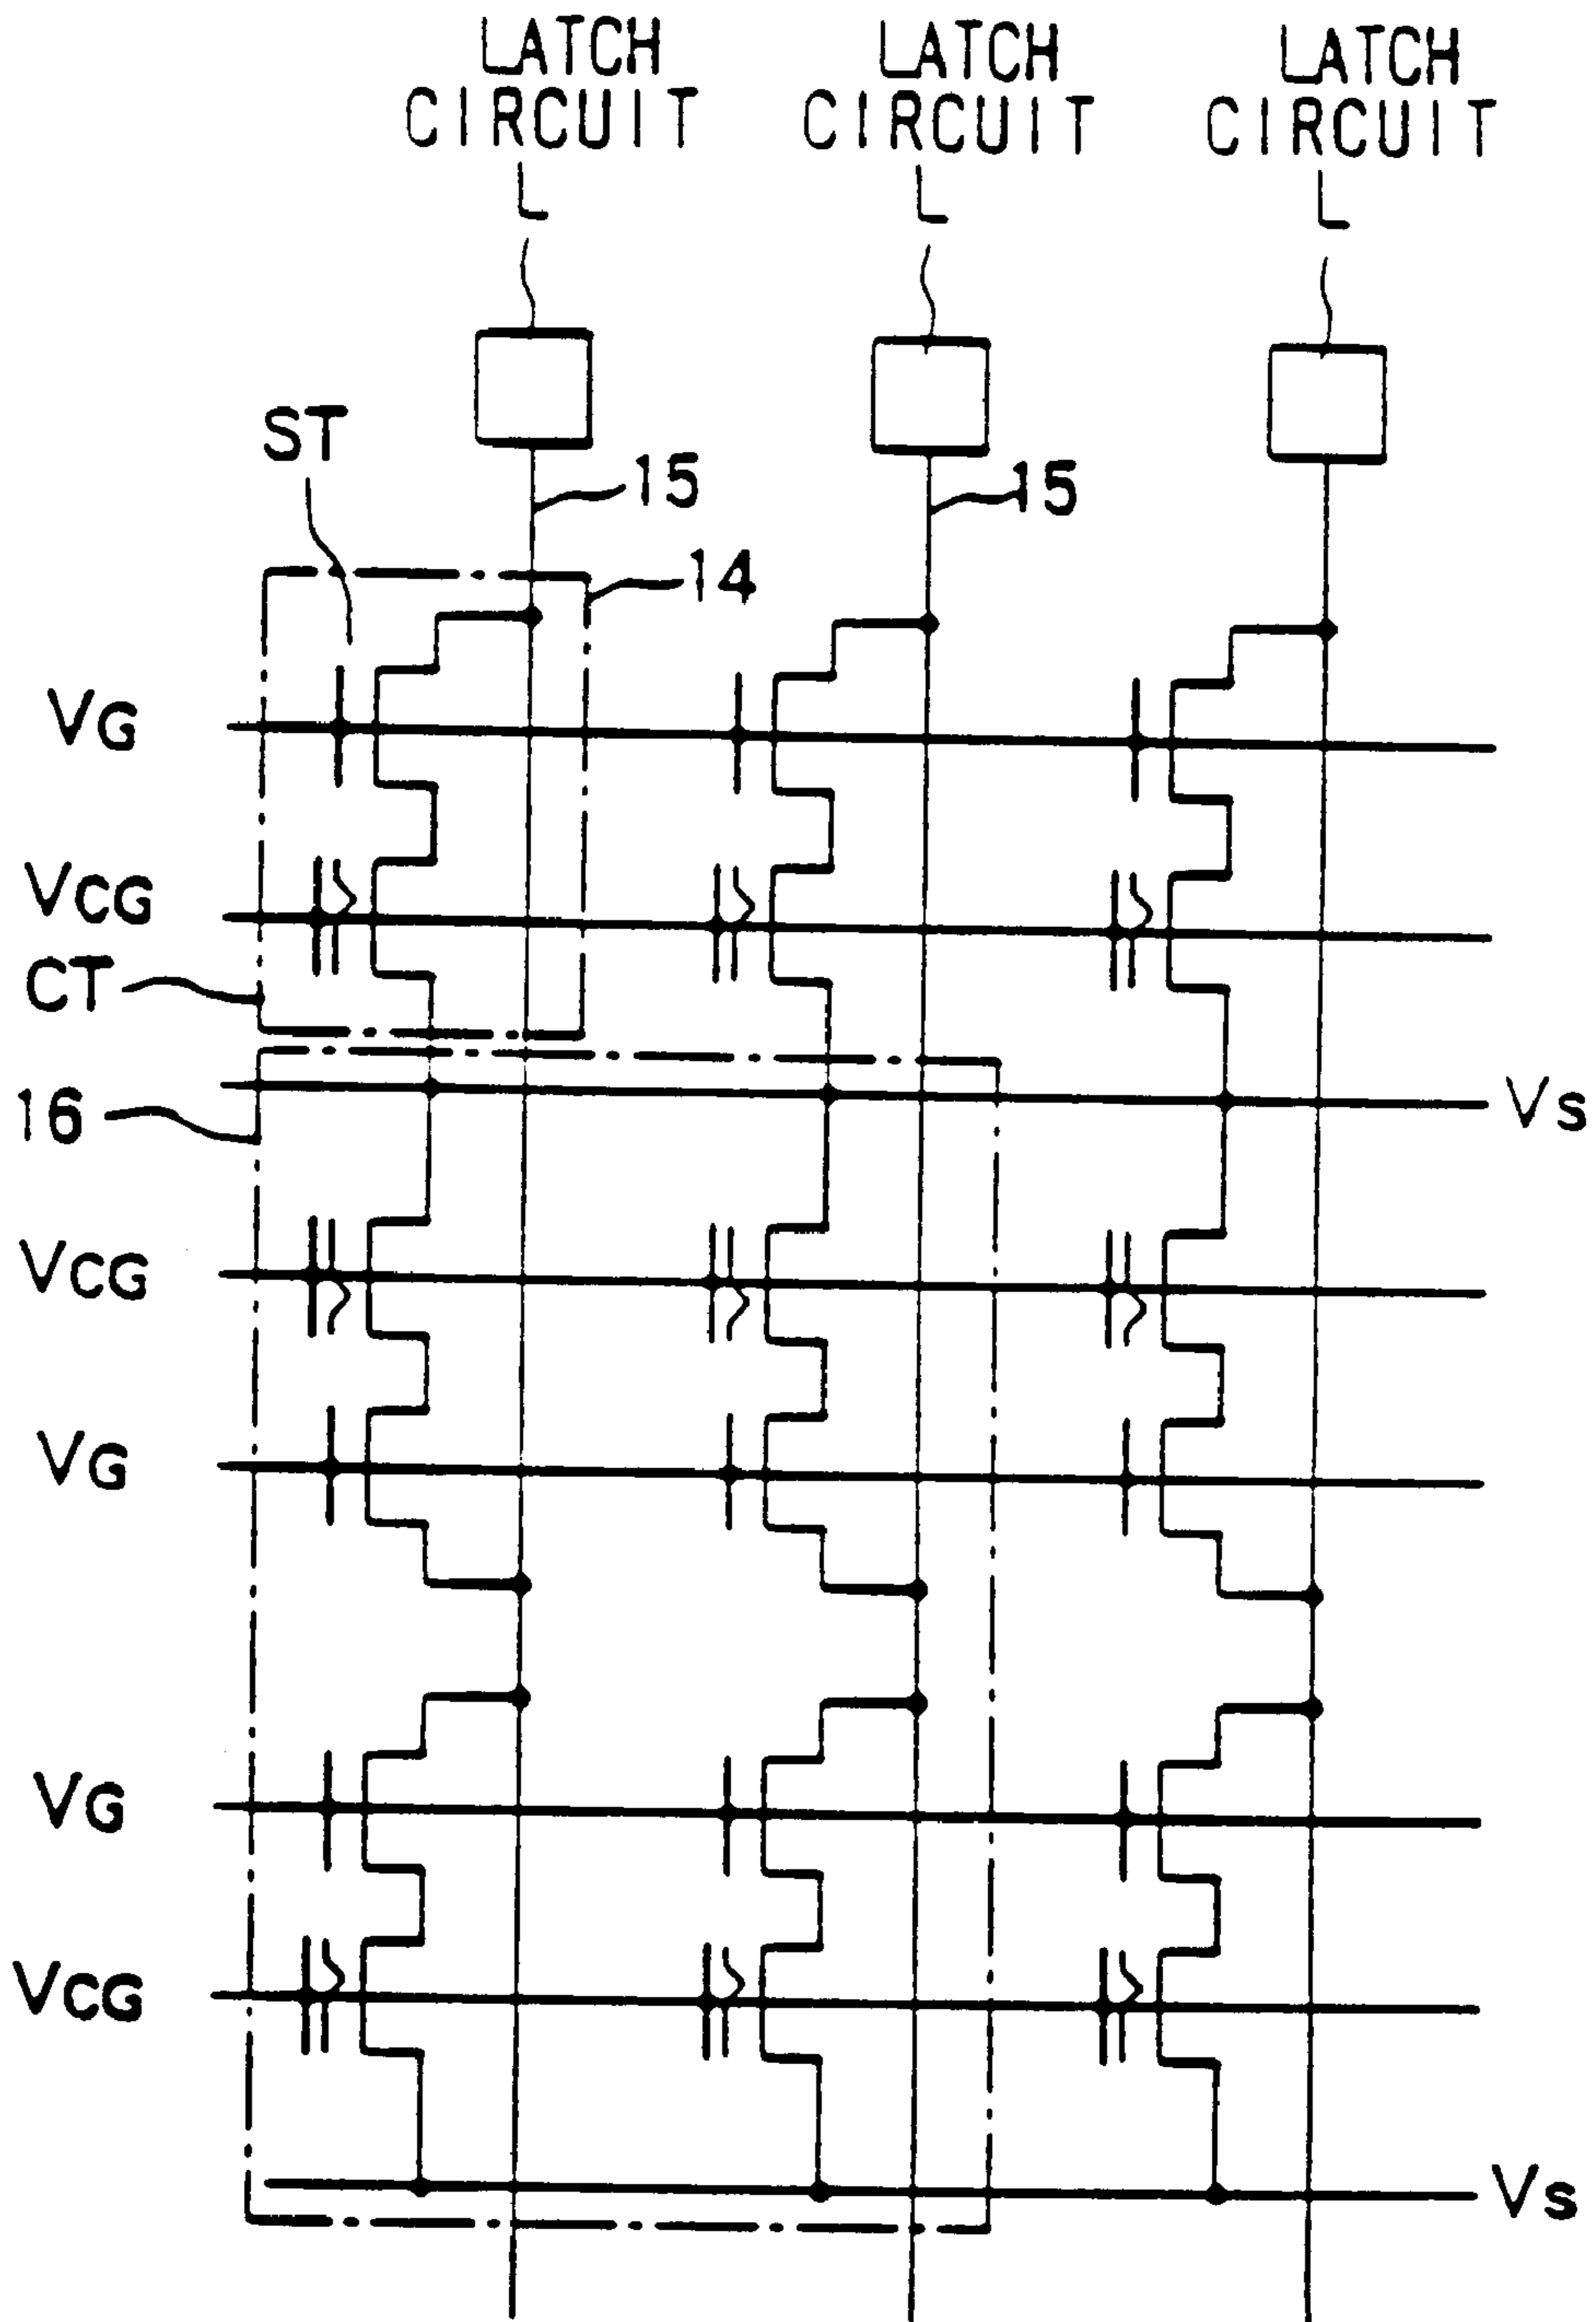 LATCH CIRCUIT
LATCH CIRCUIT
LATCH CIRCUIT
L
L
L
ST
15
15
14
VG
VCG
CT
16
Vs
VCG
VG
VG
VCG
Vs